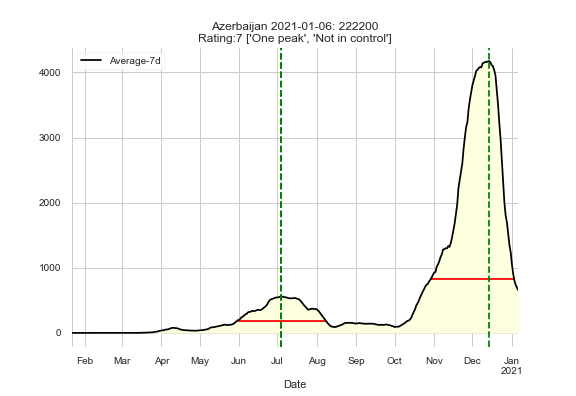 Azerbaijan 2021-01-06: 222200
Rating:7 ['One peak', 'Not in control']
Average-7d
4000
3000
2000
1000
0
Feb Mar Apr May Jun Jul Aug Sep Oct Nov Dec Jan
2021
Date